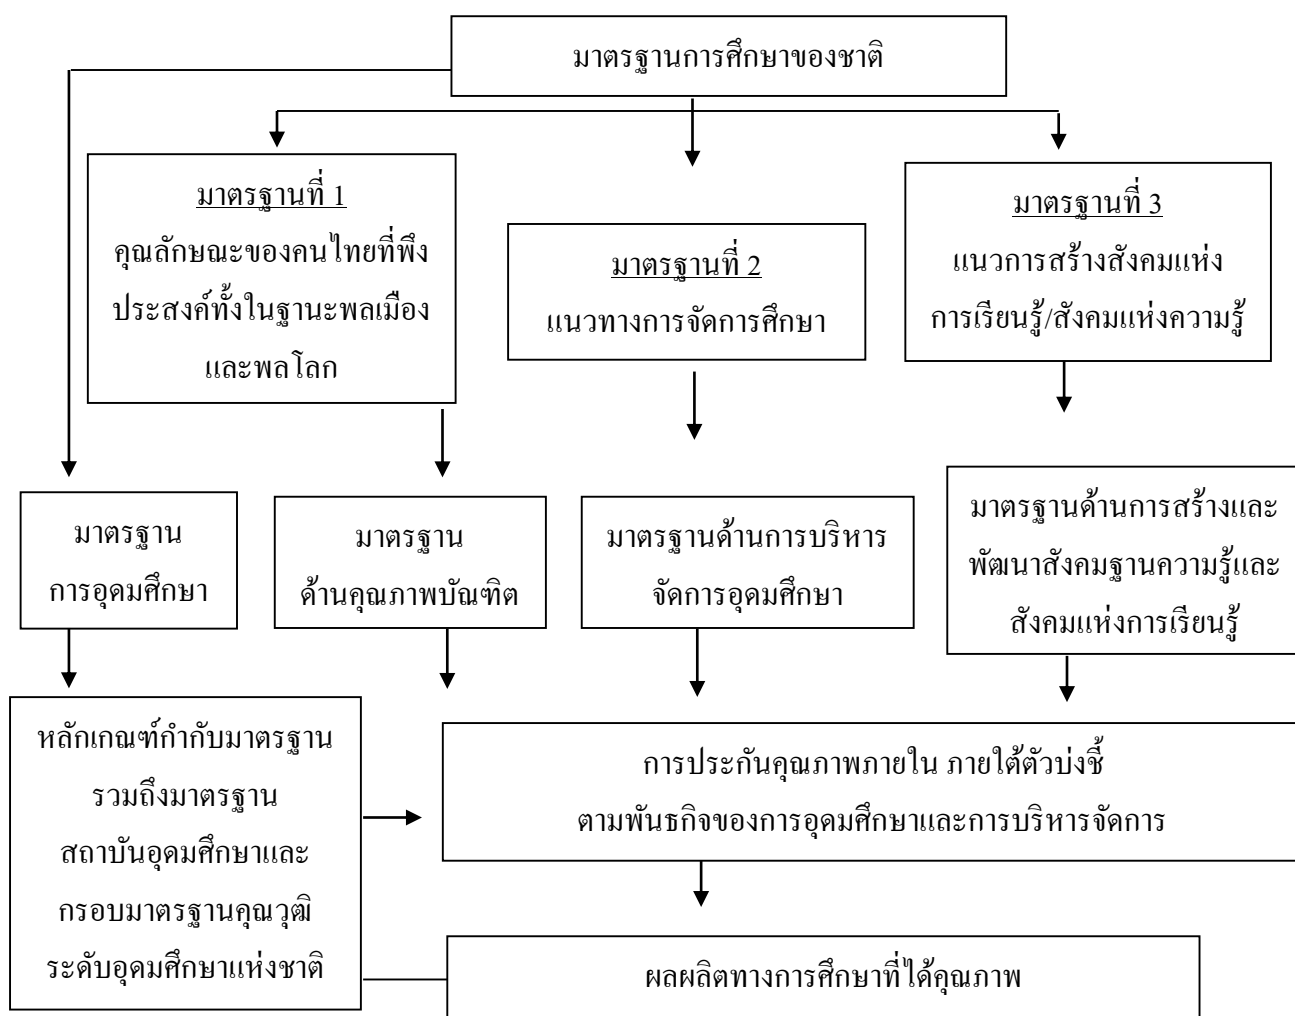 มาตรฐานการศึกษาของชาติ
มาตรฐานที่ 1
คุณลักษณะของคนไทยที่พึง
ประสงค์ทั้งในฐานะพลเมือง
และพลโลก
มาตรฐานที่ 2
แนวทางการจัดการศึกษา
มาตรฐานที่ 3
แนวการสร้างสังคมแห่ง
การเรียนรู้/สังคมแห่งความรู้
มาตรฐาน
การอุดมศึกษา
มาตรฐาน
ด้านคุณภาพบัณฑิต
มาตรฐานด้านการบริหาร
จัดการอุดมศึกษา
มาตรฐานด้านการสร้างและ
พัฒนาสังคมฐานความรู้และ
สังคมแห่งการเรียนรู้
หลักเกณฑ์กำกับมาตรฐาน
รวมถึงมาตรฐาน
สถาบันอุดมศึกษาและ
กรอบมาตรฐานคุณวุฒิ
ระดับอุดมศึกษาแห่งชาติ
การประกันคุณภาพภายใน ภายใต้ตัวบ่งชี้
ตามพันธกิจของการอุดมศึกษาและการบริหารจัดการ
ผลผลิตทางการศึกษาที่ได้คุณภาพ